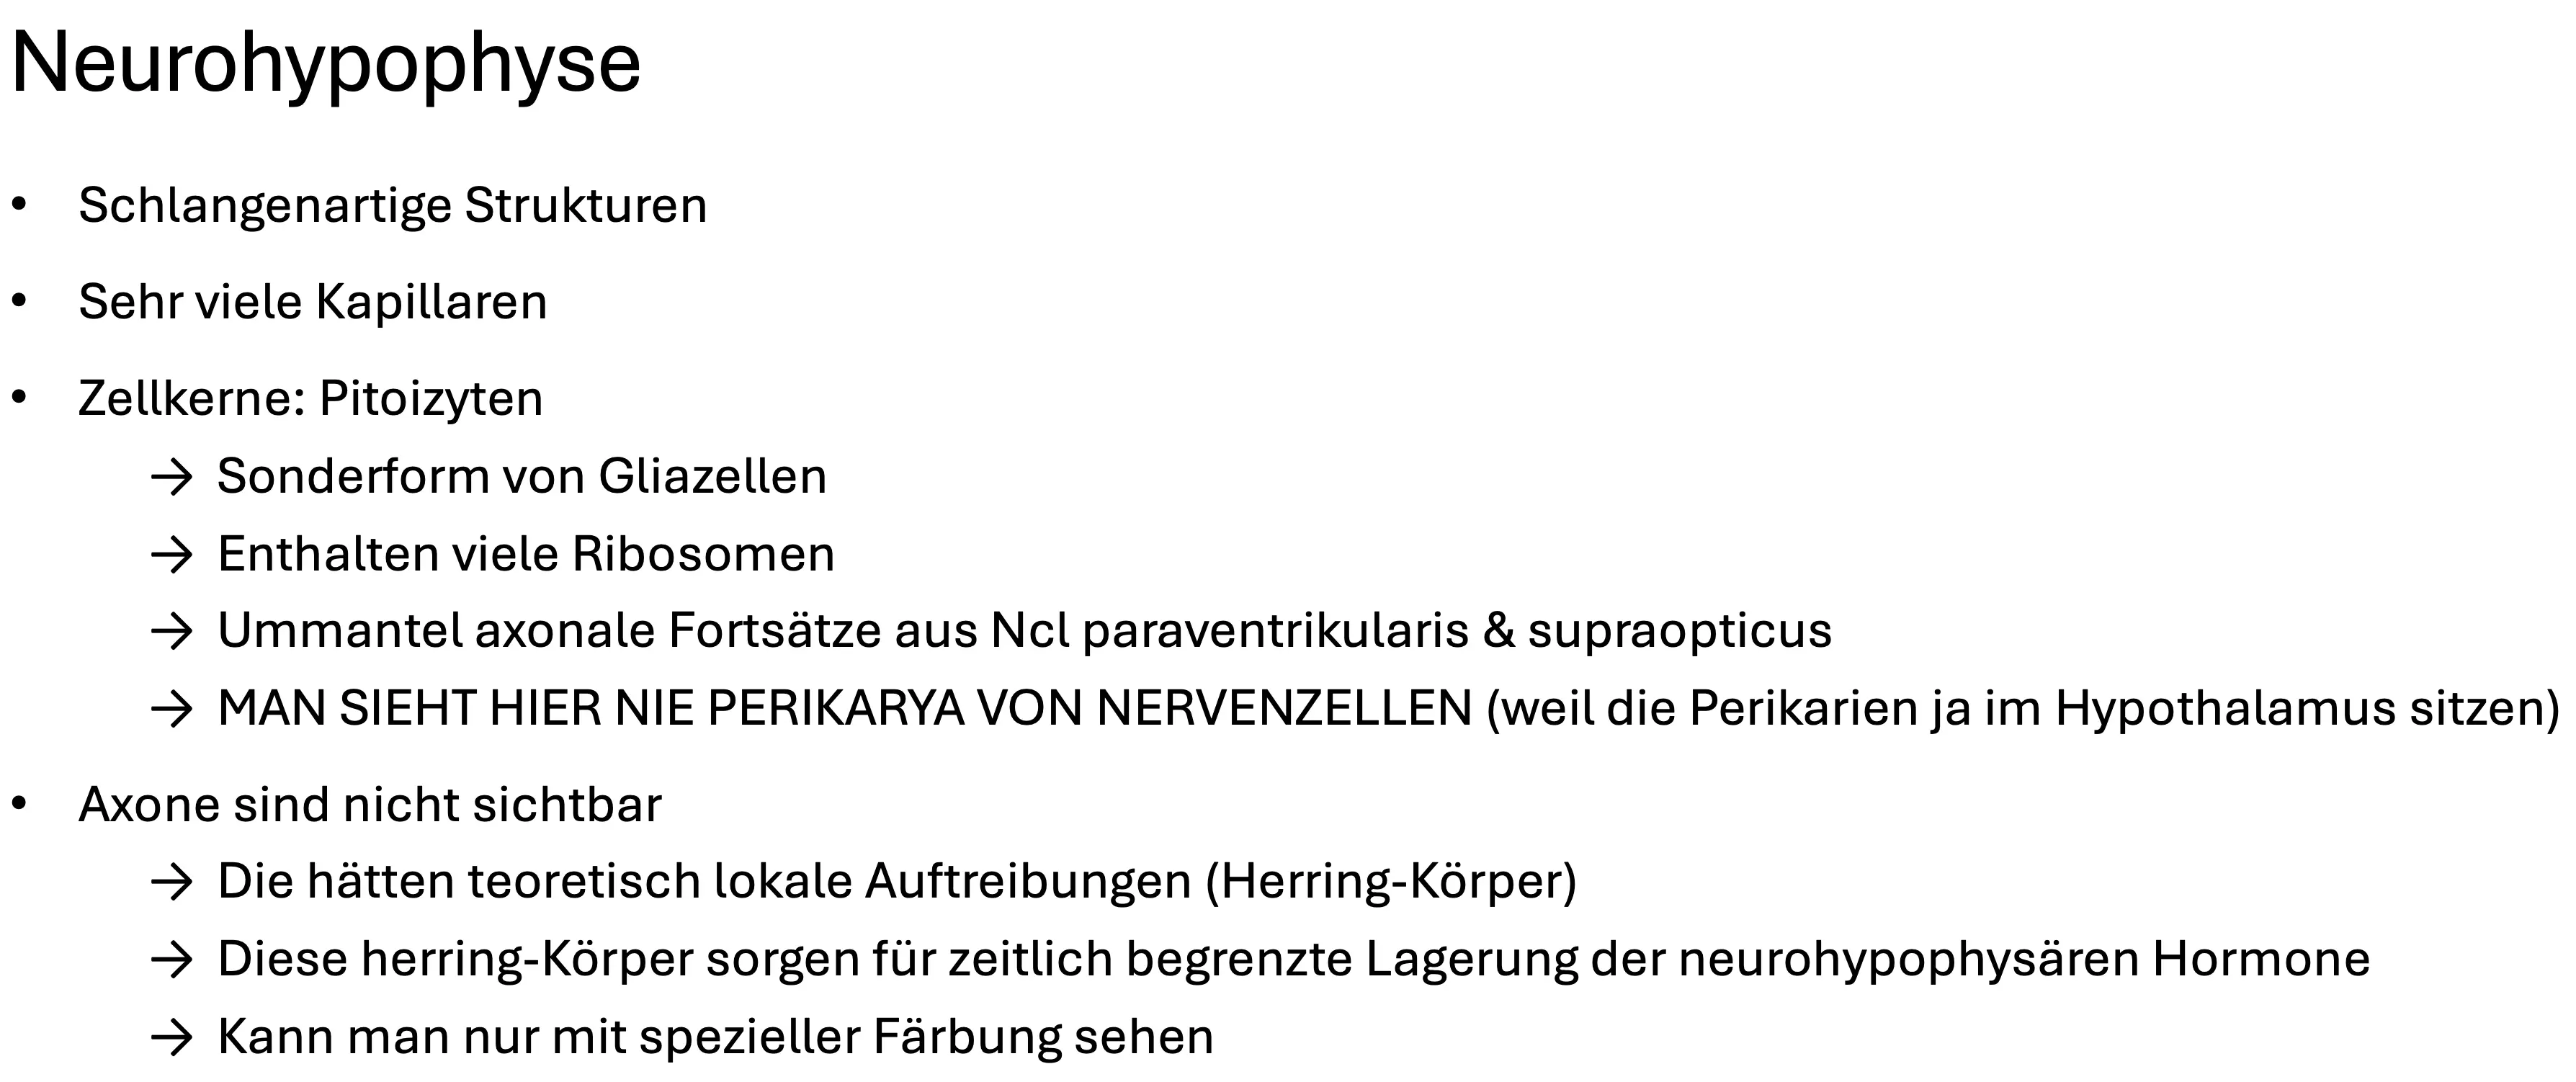 Neurohypophyse
• Schlangenartige Strukturen
• Sehr viele Kapillaren
• Zellkerne: Pitoizyten
→ Sonderform von Gliazellen
→ Enthalten viele Ribosomen
→ Ummantel axonale Fortsätze aus Ncl paraventrikularis & supraopticus
→ MAN SIEHT HIER NIE PERIKARYA VON NERVENZELLEN (weil die Perikarien ja im Hypothalamus sitzen)
• Axone sind nicht sichtbar
→ Die hätten teoretisch lokale Auftreibungen (Herring-Körper)
→ Diese herring-Körper sorgen für zeitlich begrenzte Lagerung der neurohypophysären Hormone
→ Kann man nur mit spezieller Färbung sehen